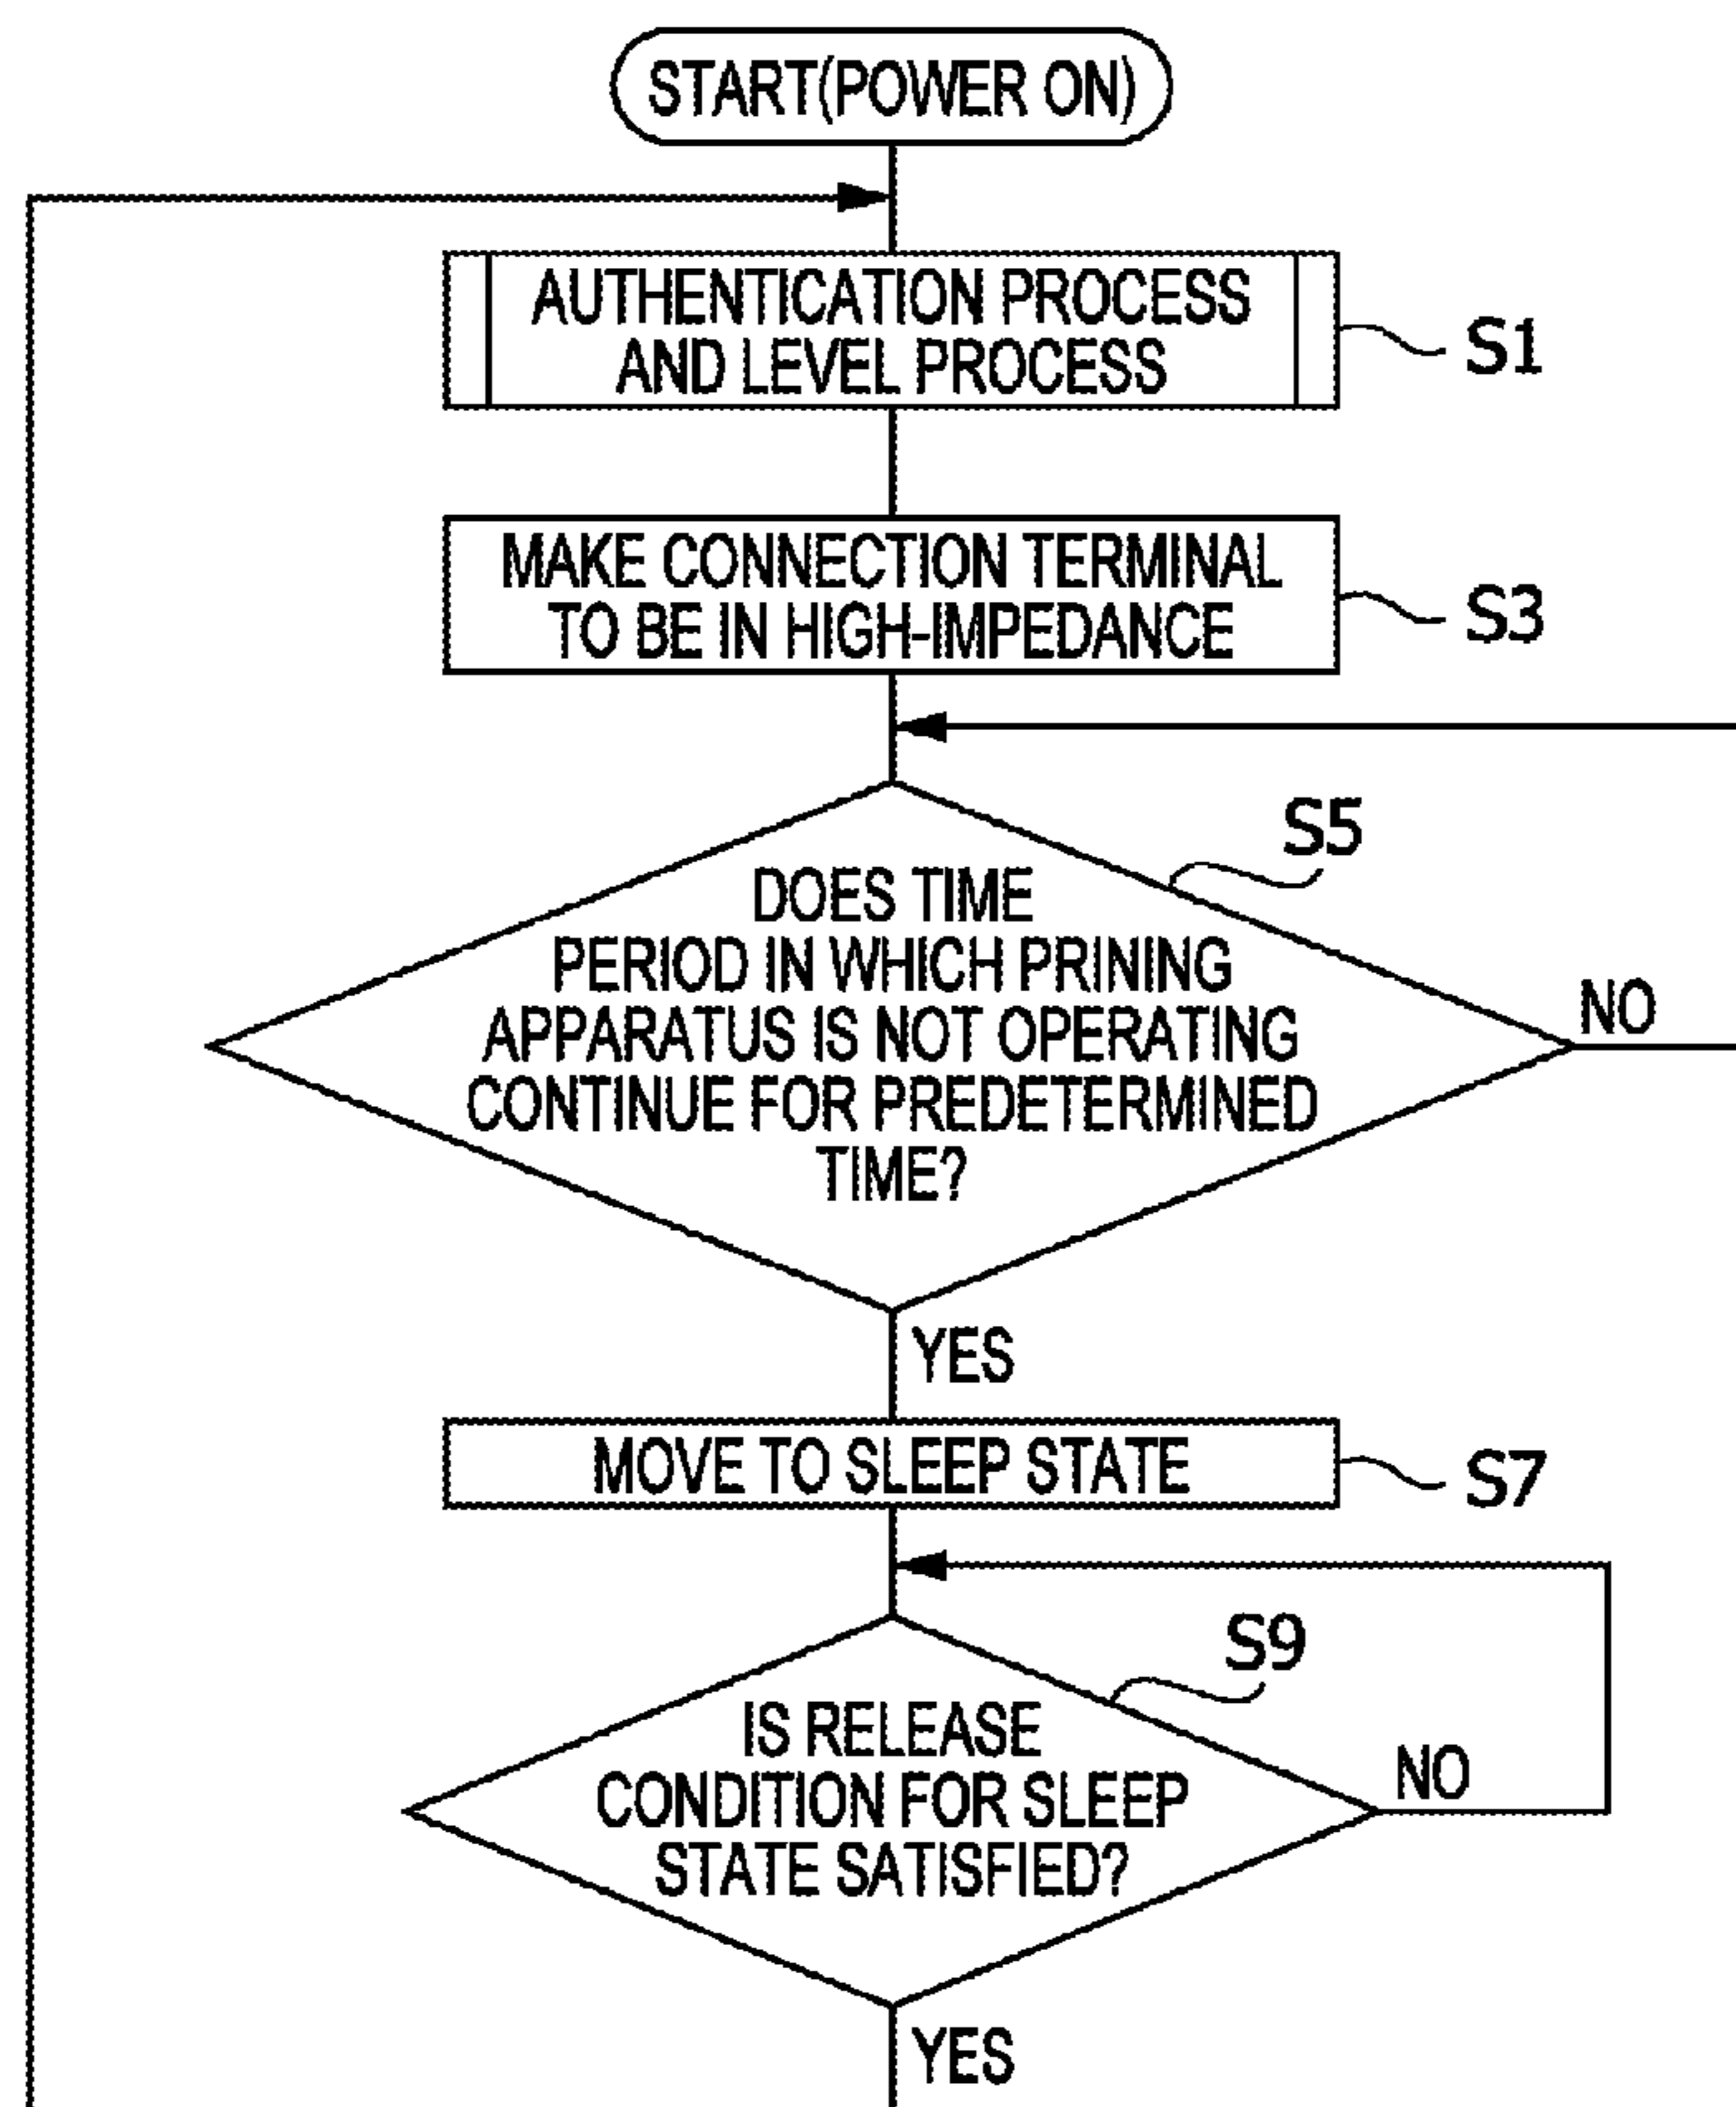 START(POWER ON)
AUTHENTICATION PROCESS
AND LEVEL PROCESS
S1
MAKE CONNECTION TERMINAL
TO BE IN HIGH-IMPEDANCE
S3
S5
DOES TIME
PERIOD IN WHICH PRINING
APPARATUS IS NOT OPERATING
CONTINUE FOR PREDETERMINED
TIME?
NO
YES
MOVE TO SLEEP STATE
S7
S9
IS RELEASE
CONDITION FOR SLEEP
STATE SATISFIED?
NO
YES